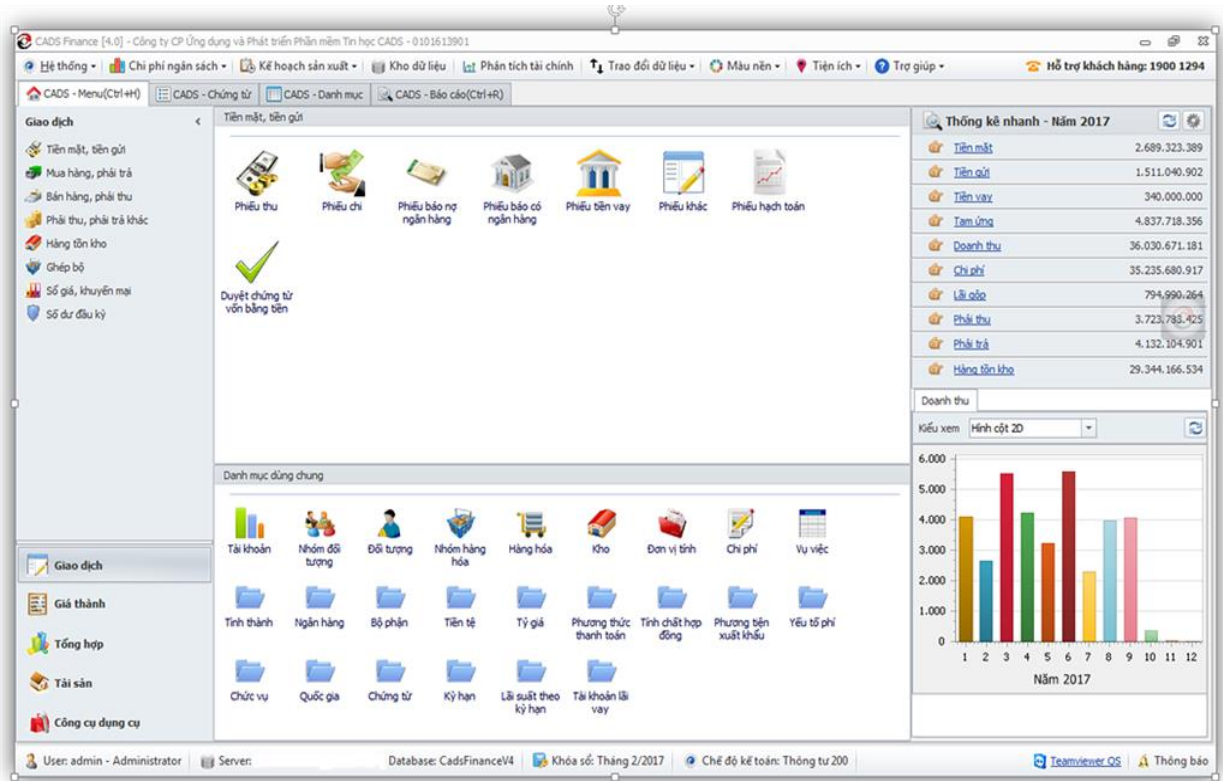 CADS Finance [4.0] - Công ty CP Ứng dụng và Phát triển Phần mềm Tin học CADS - 0101613901
Hệ thống Chi phí ngân sách Kế hoạch sản xuất Kho dữ liệu Phân tích tài chính Trao đổi dữ liệu Màu nền Tiện ích Trợ giúp Hỗ trợ khách hàng: 1900 1294
CADS - Menu(Ctrl+H) CADS - Chứng từ CADS - Danh mục CADS - Báo cáo(Ctrl+R)
Giao dịch
Tiền mặt, tiền gửi
Mua hàng, phải trả
Bán hàng, phải thu
Phải thu, phải trả khác
Hàng tồn kho
Ghép bộ
Số giá, khuyến mại
Số dư đầu kỳ
Giao dịch
Giá thành
Tổng hợp
Tài sản
Công cụ dụng cụ
Tiền mặt, tiền gửi
Phiếu thu
Phiếu chi
Phiếu báo nợ
ngân hàng
Phiếu báo có
ngân hàng
Phiếu tiền vay
Phiếu khác
Phiếu hạch toán
Duyệt chứng từ
vốn bằng tiền
Danh mục dùng chung
Tài khoản
Nhóm đối
tượng
Đối tượng
Nhóm hàng
hóa
Hàng hóa
Kho
Đơn vị tính
Chi phí
Vụ việc
Tỉnh thành
Ngân hàng
Bộ phận
Tiền tệ
Tỷ giá
Phương thức
thanh toán
Tính chất hợp
đồng
Phương tiện
xuất khẩu
Yếu tố phí
Chức vụ
Quốc gia
Chứng từ
Kỳ hạn
Lãi suất theo
kỳ hạn
Tài khoản lãi
vay
Thống kê nhanh - Năm 2017
Tiền mặt 2.689.323.389
Tiền gửi 1.511.040.902
Tiền vay 340.000.000
Tạm ứng 4.837.718.356
Doanh thu 36.030.671.181
Chi phí 35.235.680.917
Lãi gộp 794.990.264
Phải thu 3.723.783.425
Phải trả 4.132.104.901
Hàng tồn kho 29.344.166.534
Doanh thu
Kiểu xem Hình cột 2D
6.000
5.000
4.000
3.000
2.000
1.000
0
1 2 3 4 5 6 7 8 9 10 11 12
Năm 2017
User: admin - Administrator Server: Database: CadsFinanceV4 Khóa sổ: Tháng 2/2017 Chế độ kế toán: Thông tư 200 Teamviewer QS Thông báo